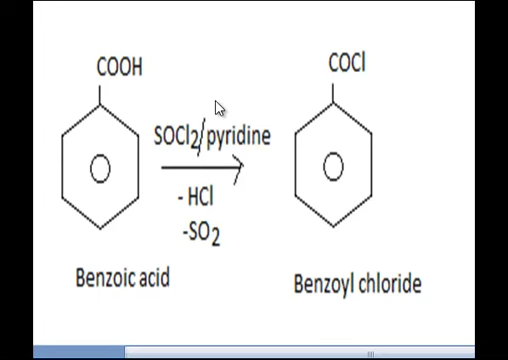 COOH
COCl
SOCl2/pyridine
- HCl
-SO2
Benzoic acid
Benzoyl chloride